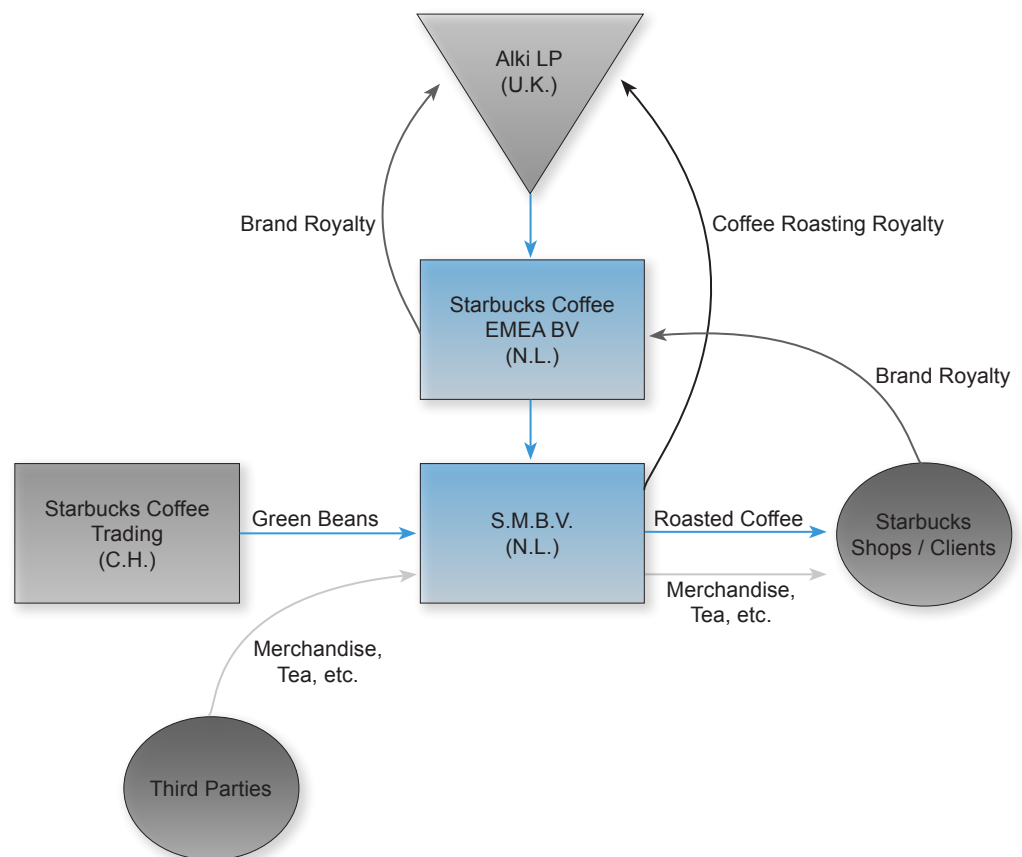 Alki LP
(U.K.)
Brand Royalty
Coffee Roasting Royalty
Starbucks Coffee
EMEA BV
(N.L.)
Brand Royalty
Starbucks Coffee
Trading
(C.H.)
Green Beans
S.M.B.V.
(N.L.)
Roasted Coffee
Starbucks
Shops / Clients
Merchandise,
Tea, etc.
Merchandise,
Tea, etc.
Third Parties